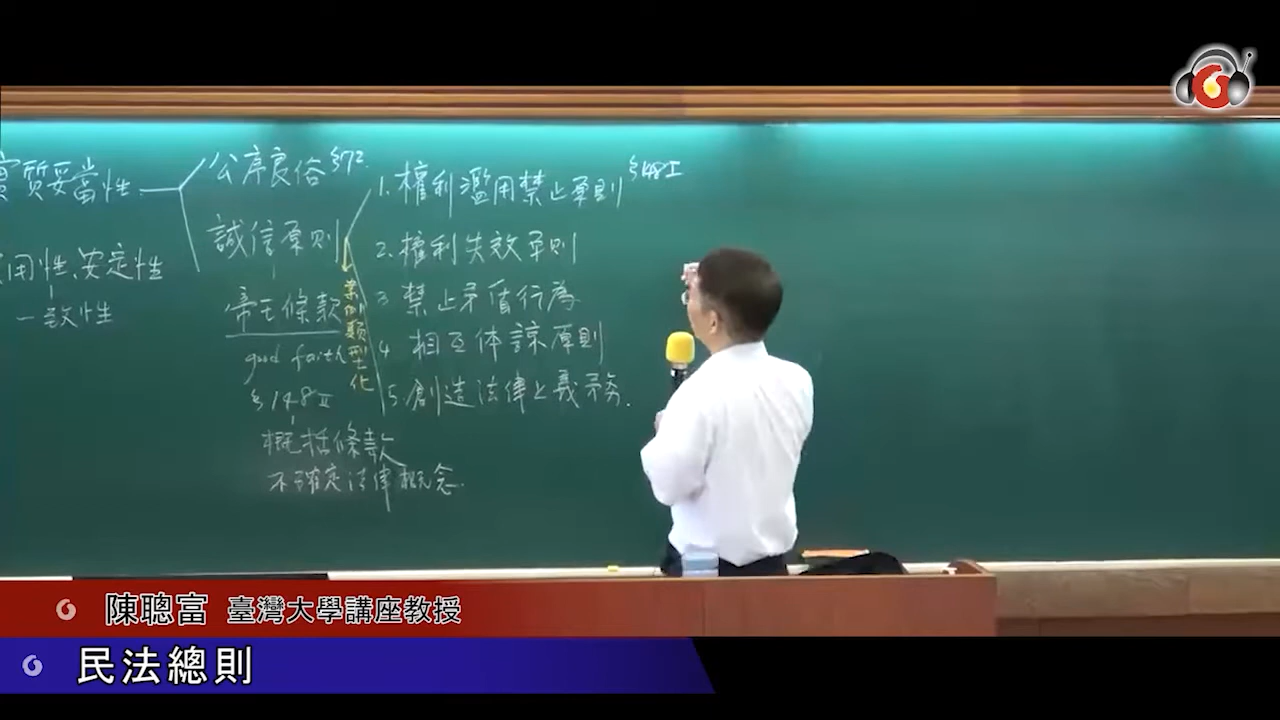 實質妥當性
公序良俗 §72.
1. 權利濫用禁止原則 §148I
誠信原則
2. 權利失效原則
用性、安定性
3 禁止矛盾行為
帝王條款
一致性
案例類型化
4 相互体諒原則
good faith
5. 創造法律上義務.
§148II
概括條款
不確定法律概念.
陳聰富 臺灣大學講座教授
民法總則